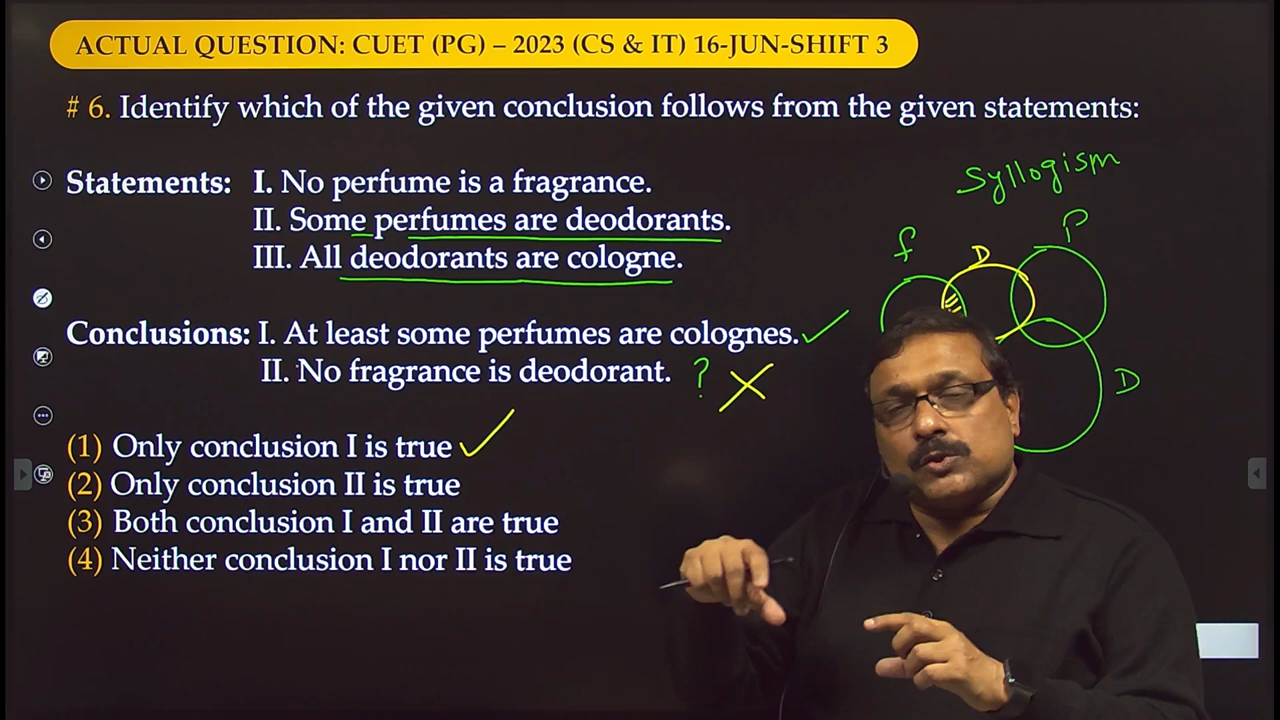 ACTUAL QUESTION: CUET (PG) – 2023 (CS & IT) 16-JUN-SHIFT 3
# 6. Identify which of the given conclusion follows from the given statements:
Syllogism
Statements: I. No perfume is a fragrance.
II. Some perfumes are deodorants.
III. All deodorants are cologne.
f
D
P
D
Conclusions: I. At least some perfumes are colognes.
II. No fragrance is deodorant. ?
(1) Only conclusion I is true
(2) Only conclusion II is true
(3) Both conclusion I and II are true
(4) Neither conclusion I nor II is true